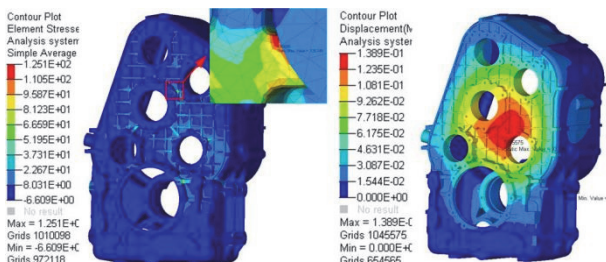 Contour Plot
Element Stresse
Analysis system
Simple Average
1.251E+02
1.105E+02
9.587E+01
8.123E+01
6.659E+01
5.195E+01
3.731E+01
2.267E+01
8.031E+00
-6.609E+00
No result
Max = 1.251E+0
Grids 1010098
Min = -6.609E+0
Grids 972118
Contour Plot
Displacement(M
Analysis syster
1.389E-01
1.235E-01
1.081E-01
9.262E-02
7.718E-02
6.175E-02
4.631E-02
3.087E-02
1.544E-02
0.000E+00
No result
Max = 1.389E-0
Grids 1045575
Min = 0.000E+0
Grids 654565
5575
Min. Value =